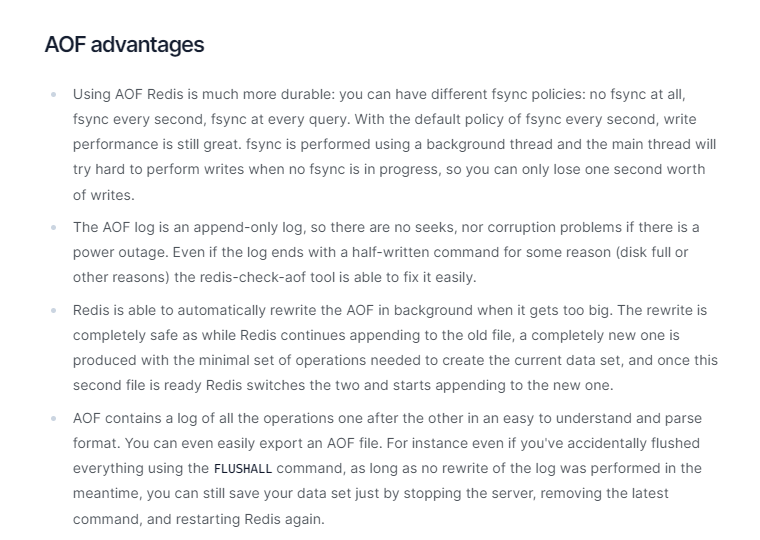 AOF advantages
Using AOF Redis is much more durable: you can have different fsync policies: no fsync at all,
fsync every second, fsync at every query. With the default policy of fsync every second, write
performance is still great. fsync is performed using a background thread and the main thread will
try hard to perform writes when no fsync is in progress, so you can only lose one second worth
of writes.
The AOF log is an append-only log, so there are no seeks, nor corruption problems if there is a
power outage. Even if the log ends with a half-written command for some reason (disk full or
other reasons) the redis-check-aof tool is able to fix it easily.
Redis is able to automatically rewrite the AOF in background when it gets too big. The rewrite is
completely safe as while Redis continues appending to the old file, a completely new one is
produced with the minimal set of operations needed to create the current data set, and once this
second file is ready Redis switches the two and starts appending to the new one.
AOF contains a log of all the operations one after the other in an easy to understand and parse
format. You can even easily export an AOF file. For instance even if you've accidentally flushed
everything using the FLUSHALL command, as long as no rewrite of the log was performed in the
meantime, you can still save your data set just by stopping the server, removing the latest
command, and restarting Redis again.